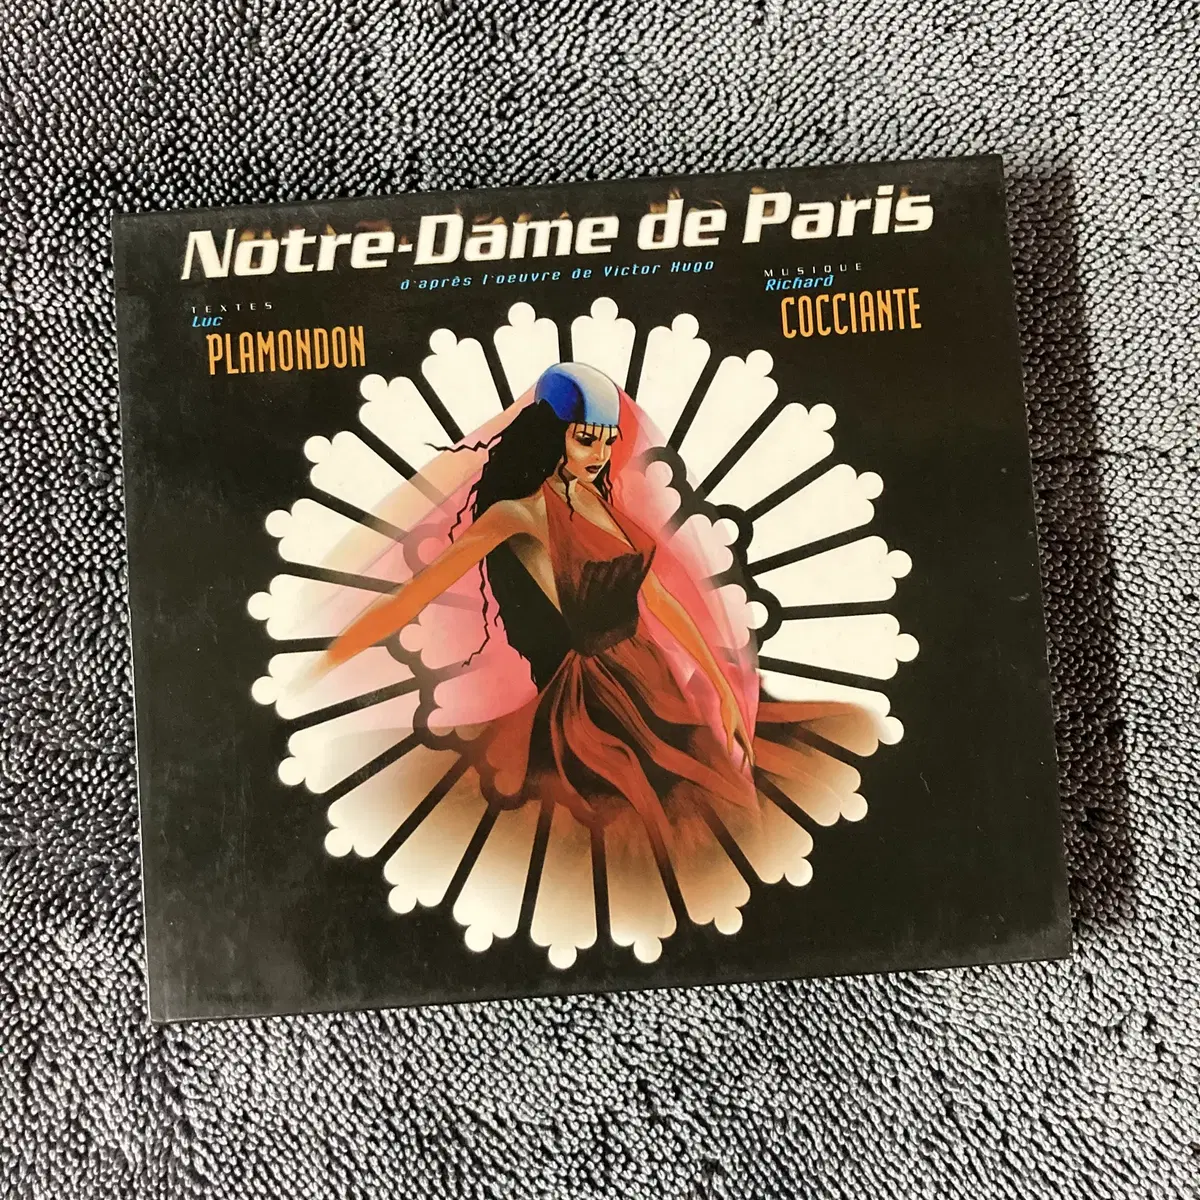 Notre-Dame de Paris
d'après l'oeuvre de Victor Hugo
TEXTES
Luc
PLAMONDON
MUSIQUE
Richard
COCCIANTE